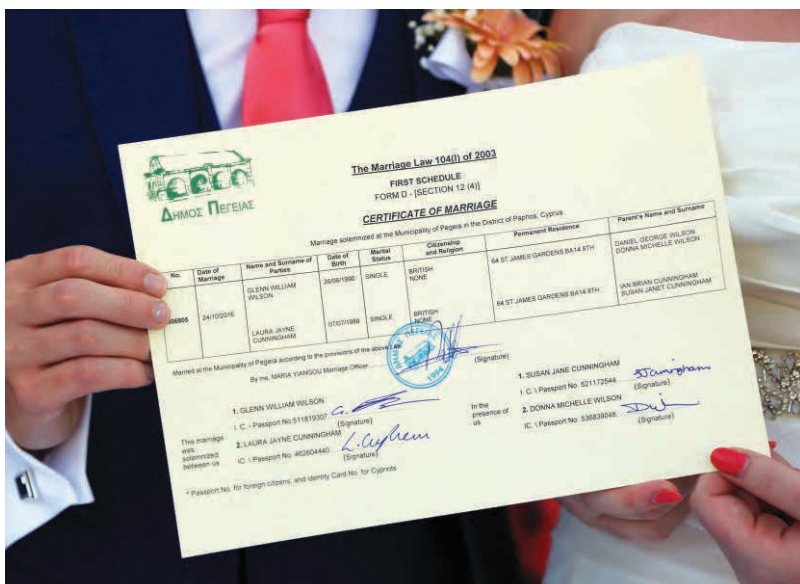 ΔΗΜΟΣ ΠΕΓΕΙΑΣ
The Marriage Law 104(I) of 2003
FIRST SCHEDULE
FORM D - [SECTION 12 (4)]
CERTIFICATE OF MARRIAGE
Marriage solemnized at the Municipality of Pegeia in the District of Paphos, Cyprus
No. Date of Marriage Name and Surname of Parties Date of Birth Marital Status Citizenship and Religion Permanent Residence Parent's Name and Surname
24/10/2016
GLENN WILLIAM WILSON SINGLE BRITISH NONE 64 ST JAMES GARDENS BA14 8TH DANIEL GEORGE WILSON DONNA MICHELLE WILSON
LAURA JAYNE CUNNINGHAM SINGLE BRITISH NONE 64 ST JAMES GARDENS BA14 8TH IAN BRIAN CUNNINGHAM SUSAN JANET CUNNINGHAM
Married at the Municipality of Pegeia according to the provisions of the above Law
By me, MARIA YIANGOU Marriage Officer (Signature)
This marriage was solemnized between us
1. GLENN WILLIAM WILSON
I. C. \ Passport No.511819307 (Signature)
2. LAURA JAYNE CUNNINGHAM
IC. \ Passport No. 462604440 (Signature)
In the presence of us
1. SUSAN JANE CUNNINGHAM
I. C. \ Passport No. 521172544 (Signature)
2. DONNA MICHELLE WILSON
IC. \ Passport No. 536838048 (Signature)
* Passport No. for foreign citizens, and identity Card No. for Cypriots
1994